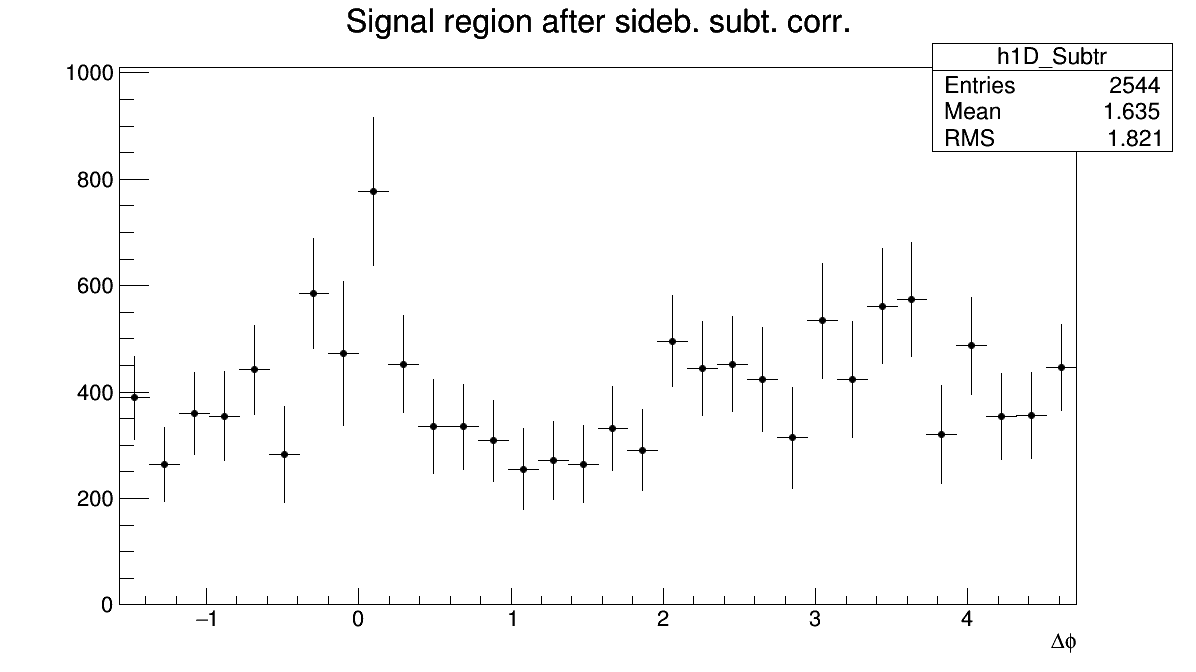 Signal region after sideb. subt. corr.
h1D_Subtr
Entries 2544
Mean 1.635
RMS 1.821
1000
800
600
400
200
0
−1 0 1 2 3 4
Δϕ